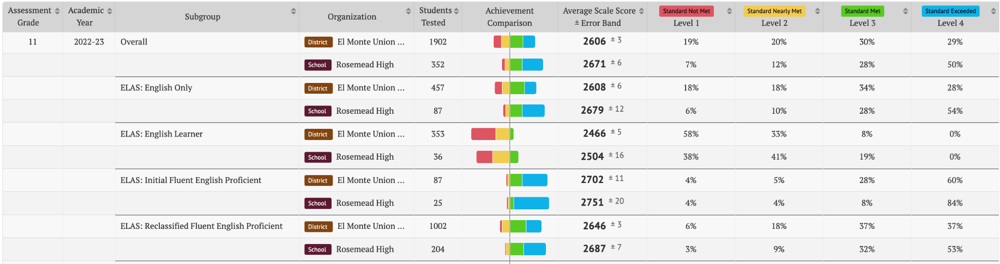 Assessment Grade Academic Year Subgroup Organization Students Tested Achievement Comparison Average Scale Score ± Error Band Standard Not Met Level 1 Standard Nearly Met Level 2 Standard Met Level 3 Standard Exceeded Level 4
11 2022-23 Overall District El Monte Union ... 1902 2606 ± 3 19% 20% 30% 29%
School Rosemead High 352 2671 ± 6 7% 12% 28% 50%
ELAS: English Only District El Monte Union ... 457 2608 ± 6 18% 18% 34% 28%
School Rosemead High 87 2679 ± 12 6% 10% 28% 54%
ELAS: English Learner District El Monte Union ... 353 2466 ± 5 58% 33% 8% 0%
School Rosemead High 36 2504 ± 16 38% 41% 19% 0%
ELAS: Initial Fluent English Proficient District El Monte Union ... 87 2702 ± 11 4% 5% 28% 60%
School Rosemead High 25 2751 ± 20 4% 4% 8% 84%
ELAS: Reclassified Fluent English Proficient District El Monte Union ... 1002 2646 ± 3 6% 18% 37% 37%
School Rosemead High 204 2687 ± 7 3% 9% 32% 53%